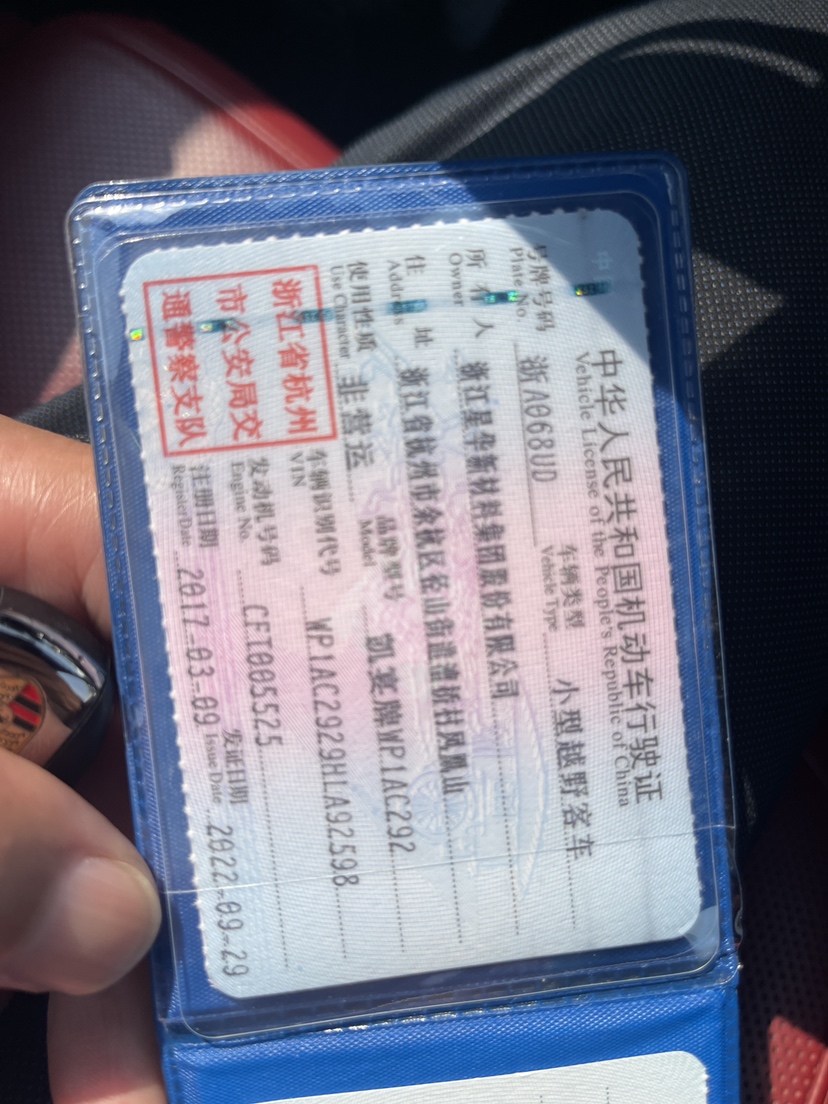 中华人民共和国机动车行驶证
Vehicle License of the People's Republic of China
号牌号码 浙A068UD 车辆类型 小型越野客车
Plate No. Vehicle Type
所有人 浙江星华新材料集团股份有限公司
Owner
住址 浙江省杭州市余杭区径山街道漕桥村凤凰山
Address
使用性质 非营运 品牌型号 凯宴牌WP1AC292
Use Character Model
浙江省杭州
市公安局交
通警察支队
车辆识别代号 WP1AC2929HLA92598
VIN
发动机号码 CFT005525
Engine No.
注册日期 2017-03-09 发证日期 2022-09-29
Register Date Issue Date